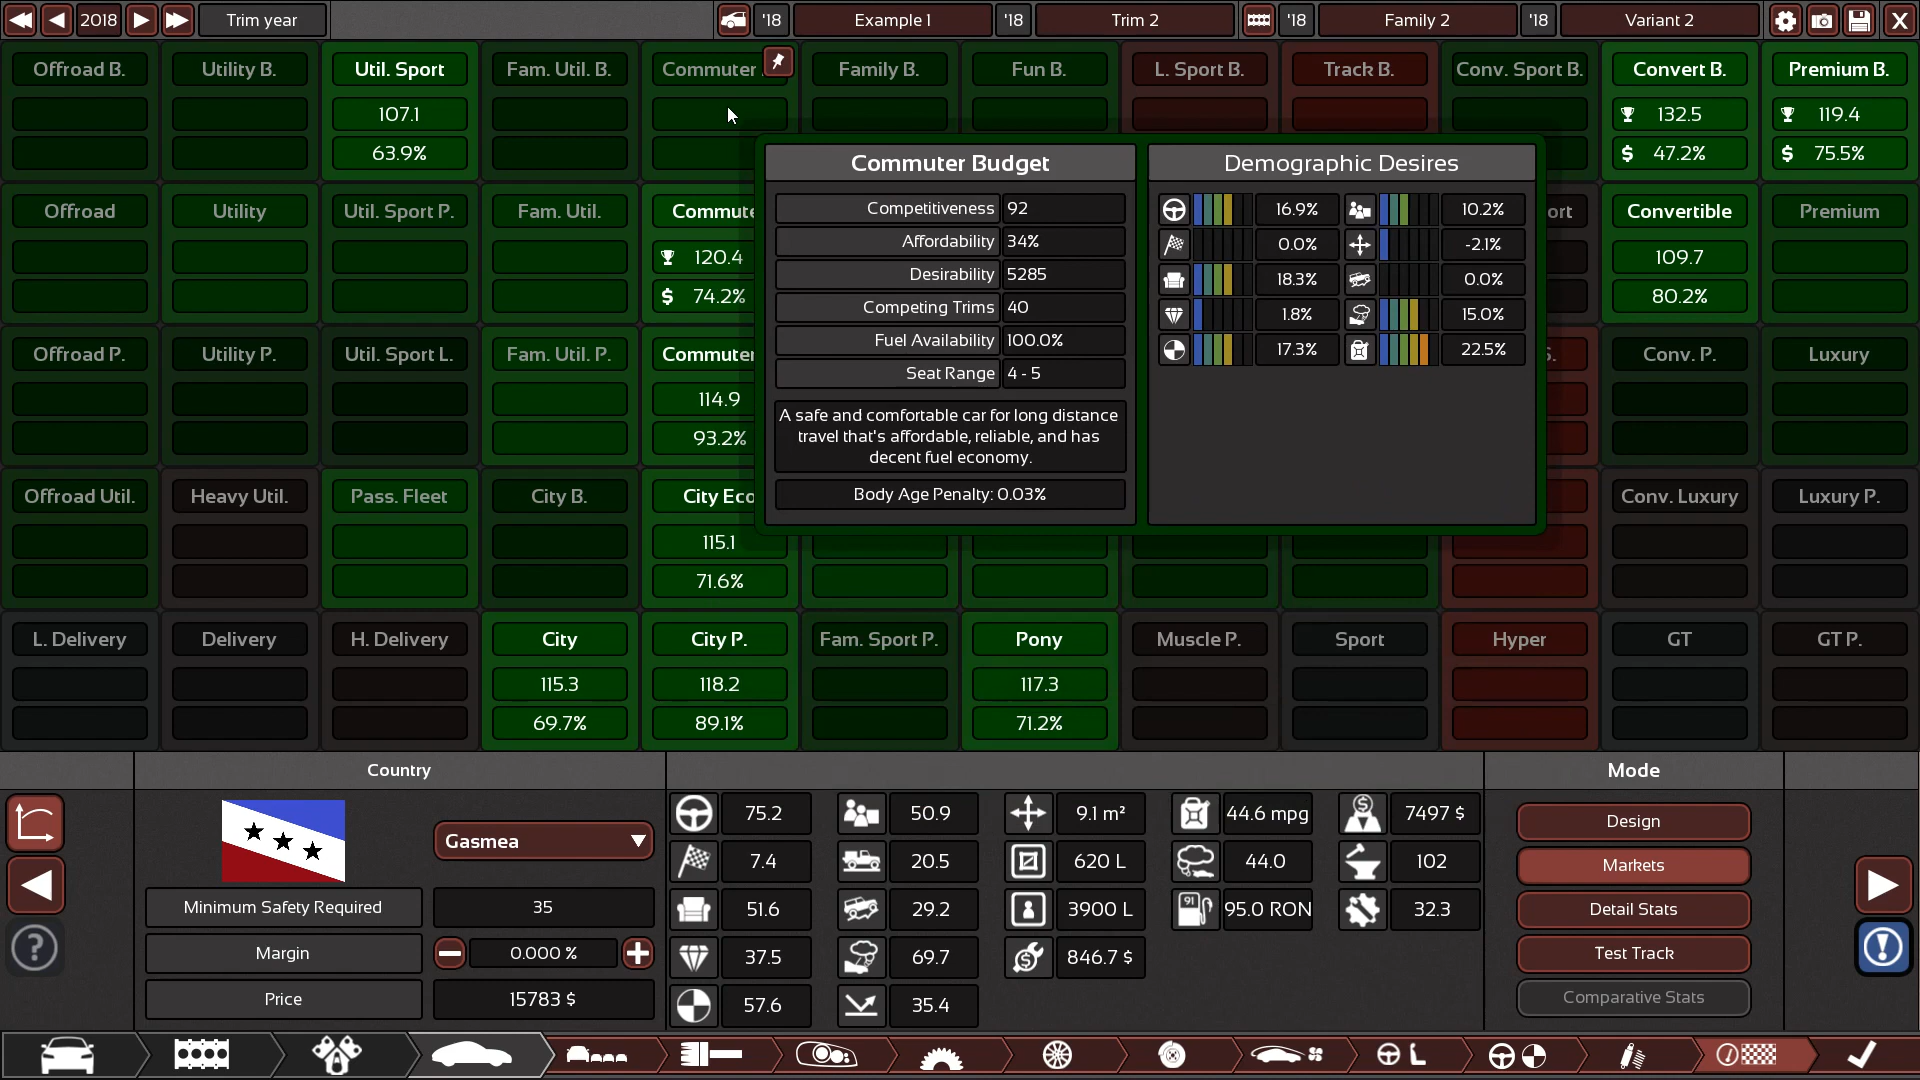 2018
Trim year
'18
Example 1
'18
Trim 2
'18
Family 2
'18
Variant 2
X
Offroad B.
Utility B.
Util. Sport
Fam. Util. B.
Commuter
Family B.
Fun B.
L. Sport B.
Track B.
Conv. Sport B.
Convert B.
Premium B.
107.1
132.5
119.4
63.9%
$ 47.2%
$ 75.5%
Offroad
Utility
Util. Sport P.
Fam. Util.
Commute
ort
Convertible
Premium
120.4
109.7
$ 74.2%
80.2%
Offroad P.
Utility P.
Util. Sport L.
Fam. Util. P.
Commuter
S.
Conv. P.
Luxury
114.9
93.2%
Offroad Util.
Heavy Util.
Pass. Fleet
City B.
City Eco
Conv. Luxury
Luxury P.
115.1
71.6%
L. Delivery
Delivery
H. Delivery
City
City P.
Fam. Sport P.
Pony
Muscle P.
Sport
Hyper
GT
GT P.
115.3
118.2
117.3
69.7%
89.1%
71.2%
Commuter Budget
Competitiveness 92
Affordability 34%
Desirability 5285
Competing Trims 40
Fuel Availability 100.0%
Seat Range 4 - 5
A safe and comfortable car for long distance
travel that's affordable, reliable, and has
decent fuel economy.
Body Age Penalty: 0.03%
Demographic Desires
16.9%
10.2%
0.0%
-2.1%
18.3%
0.0%
1.8%
15.0%
17.3%
22.5%
Country
Gasmea
Minimum Safety Required
35
Margin
0.000 %
Price
15783 $
75.2
50.9
9.1 m²
44.6 mpg
7497 $
7.4
20.5
620 L
44.0
102
51.6
29.2
3900 L
91
95.0 RON
32.3
37.5
69.7
846.7 $
57.6
35.4
Mode
Design
Markets
Detail Stats
Test Track
Comparative Stats
?